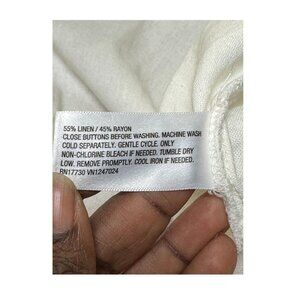 55% LINEN / 45% RAYON
CLOSE BUTTONS BEFORE WASHING. MACHINE WASH
COLD SEPARATELY. GENTLE CYCLE. ONLY
NON-CHLORINE BLEACH IF NEEDED. TUMBLE DRY
LOW. REMOVE PROMPTLY. COOL IRON IF NEEDED.
RN17730 VN1247024